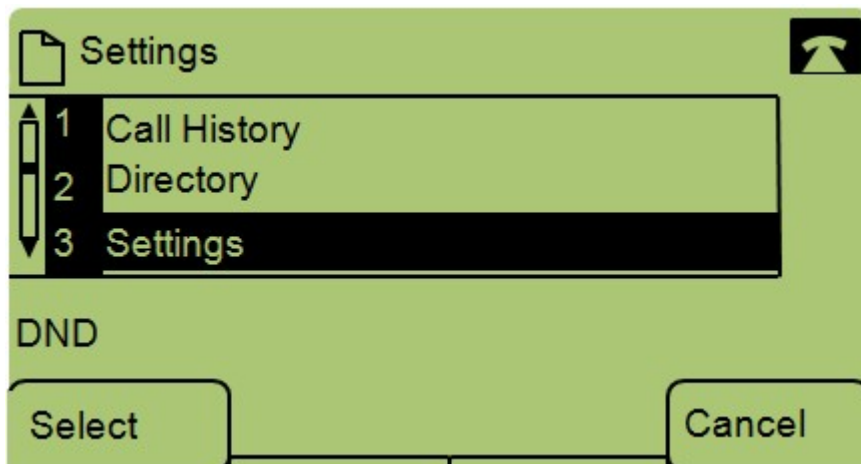 Settings
1 Call History
2 Directory
3 Settings
DND
Select Cancel